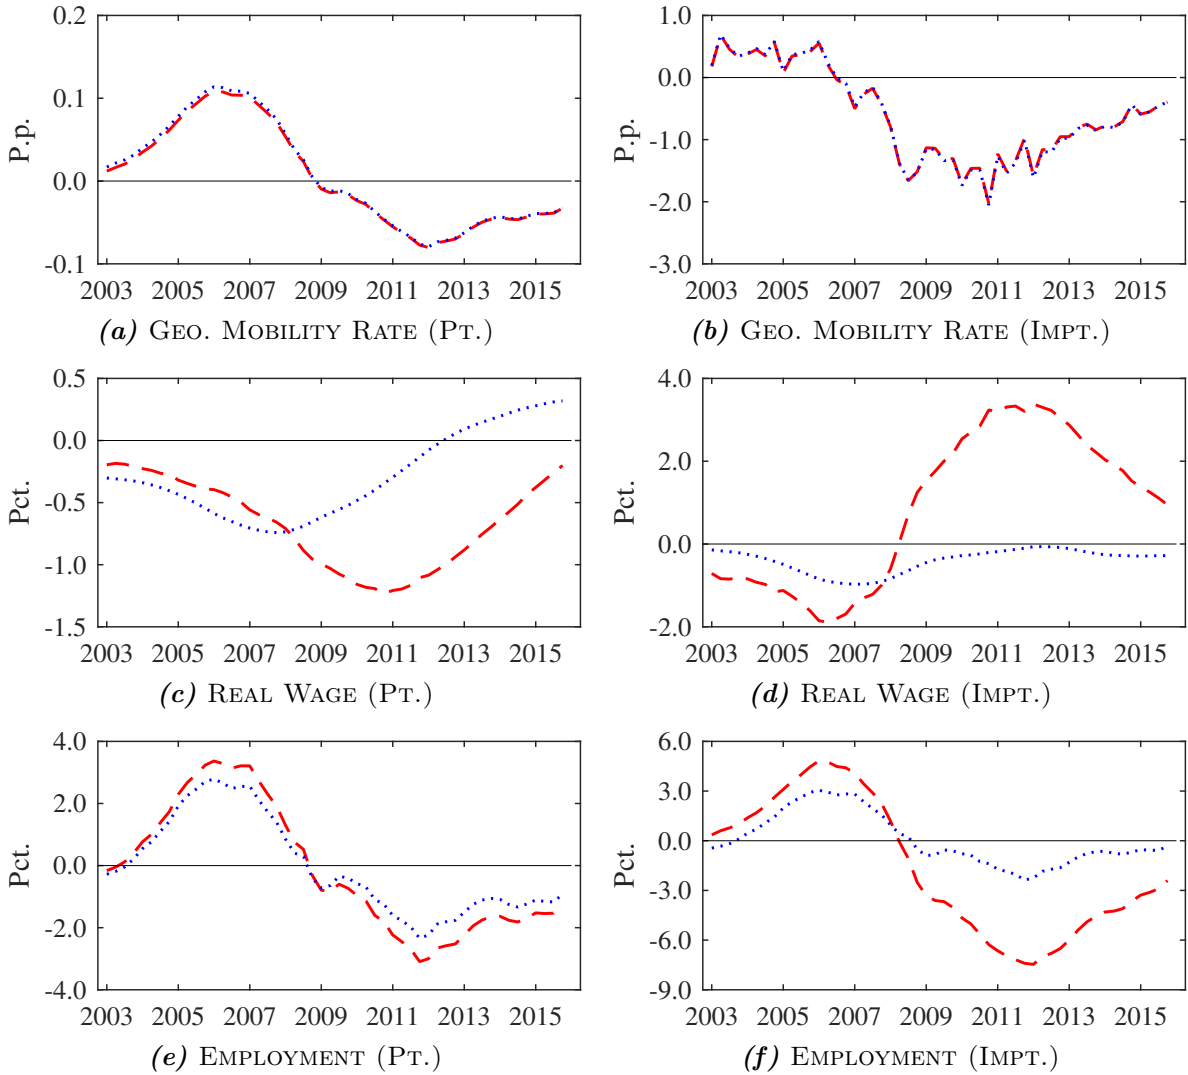 0.2
0.1
0.0
-0.1
P.p.
2003 2005 2007 2009 2011 2013 2015
(a) Geo. Mobility Rate (Pt.)
1.0
0.0
-1.0
-2.0
-3.0
P.p.
2003 2005 2007 2009 2011 2013 2015
(b) Geo. Mobility Rate (Impt.)
0.5
0.0
-0.5
-1.0
-1.5
Pct.
2003 2005 2007 2009 2011 2013 2015
(c) Real Wage (Pt.)
4.0
2.0
0.0
-2.0
Pct.
2003 2005 2007 2009 2011 2013 2015
(d) Real Wage (Impt.)
4.0
2.0
0.0
-2.0
-4.0
Pct.
2003 2005 2007 2009 2011 2013 2015
(e) Employment (Pt.)
6.0
3.0
0.0
-3.0
-6.0
-9.0
Pct.
2003 2005 2007 2009 2011 2013 2015
(f) Employment (Impt.)